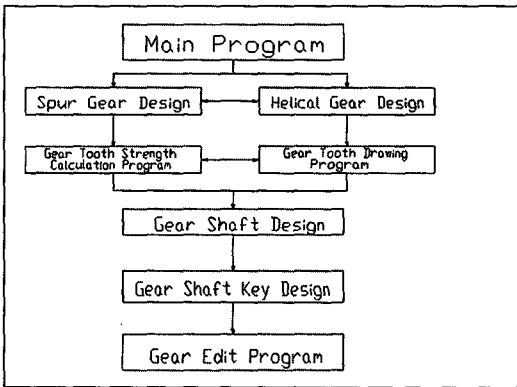 Main Program
Spur Gear Design
Helical Gear Design
Gear Tooth Strength
Calculation Program
Gear Tooth Drawing
Program
Gear Shaft Design
Gear Shaft Key Design
Gear Edit Program